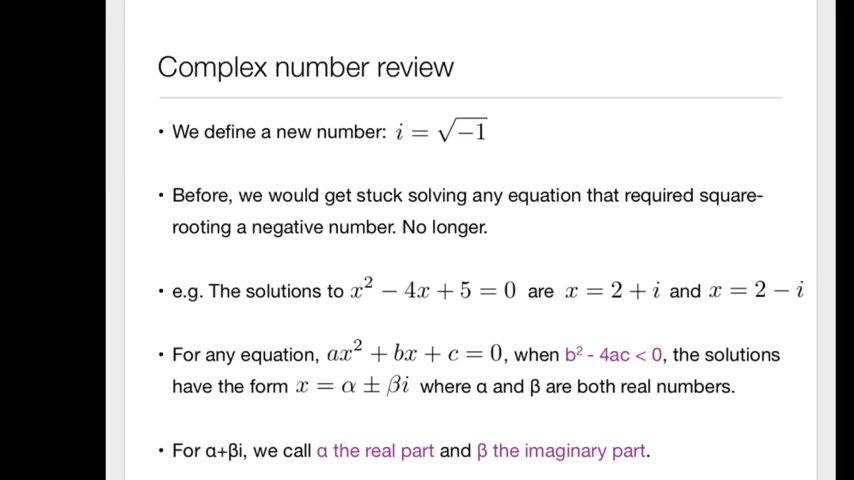 Complex number review
• We define a new number: i = √−1
• Before, we would get stuck solving any equation that required square-
rooting a negative number. No longer.
• e.g. The solutions to x² − 4x + 5 = 0 are x = 2 + i and x = 2 − i
• For any equation, ax² + bx + c = 0, when b² - 4ac < 0, the solutions
have the form x = α ± βi where α and β are both real numbers.
• For α+βi, we call α the real part and β the imaginary part.